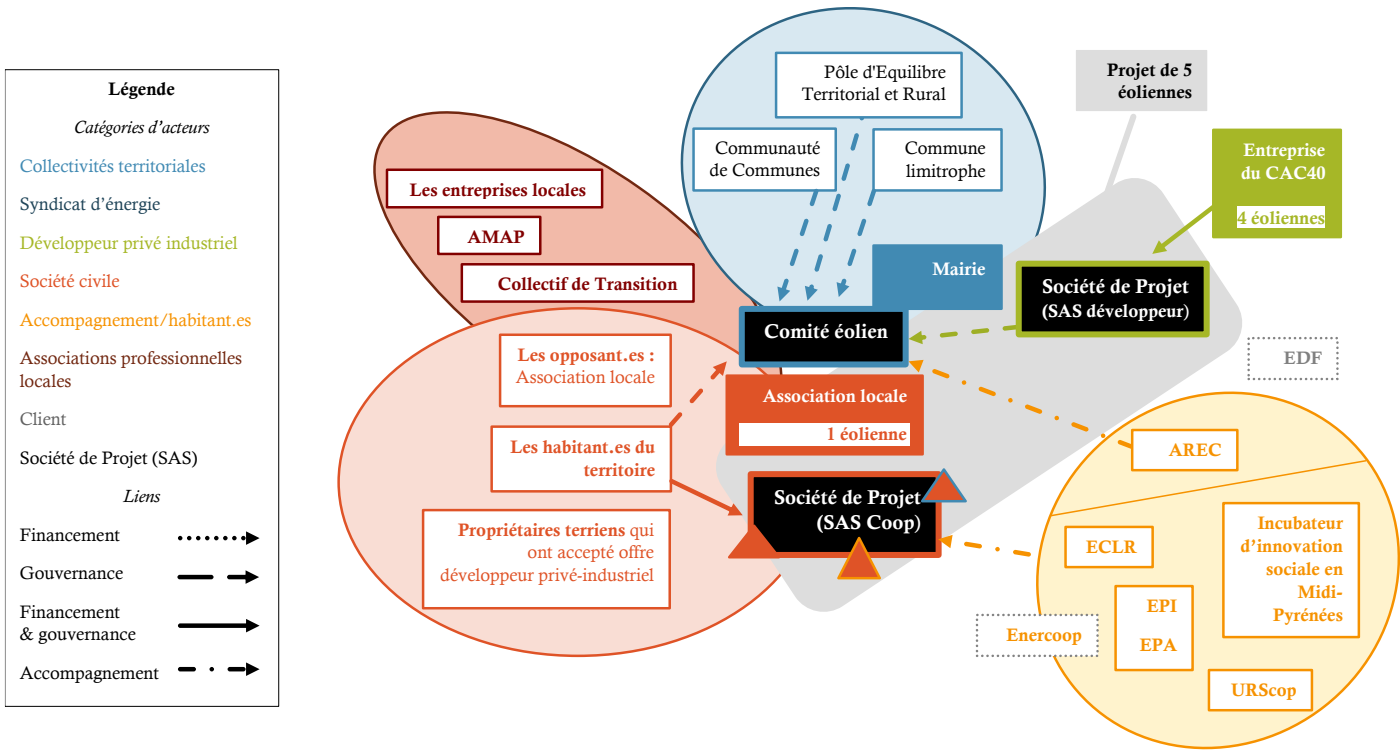 Légende
Catégories d'acteurs
Collectivités territoriales
Syndicat d'énergie
Développeur privé industriel
Société civile
Accompagnement/habitant.es
Associations professionnelles
locales
Client
Société de Projet (SAS)
Liens
Financement
Gouvernance
Financement
& gouvernance
Accompagnement
Pôle d'Equilibre
Territorial et Rural
Communauté
de Communes
Commune
limitrophe
Mairie
Projet de 5
éoliennes
Entreprise
du CAC40
4 éoliennes
Les entreprises locales
AMAP
Collectif de Transition
Comité éolien
Société de Projet
(SAS développeur)
EDF
Les opposant.es :
Association locale
Association locale
1 éolienne
Les habitant.es du
territoire
Propriétaires terriens qui
ont accepté offre
développeur privé-industriel
Société de Projet
(SAS Coop)
AREC
ECLR
Incubateur
d'innovation
sociale en
Midi-
Pyrénées
EPI
EPA
Enercoop
URScop